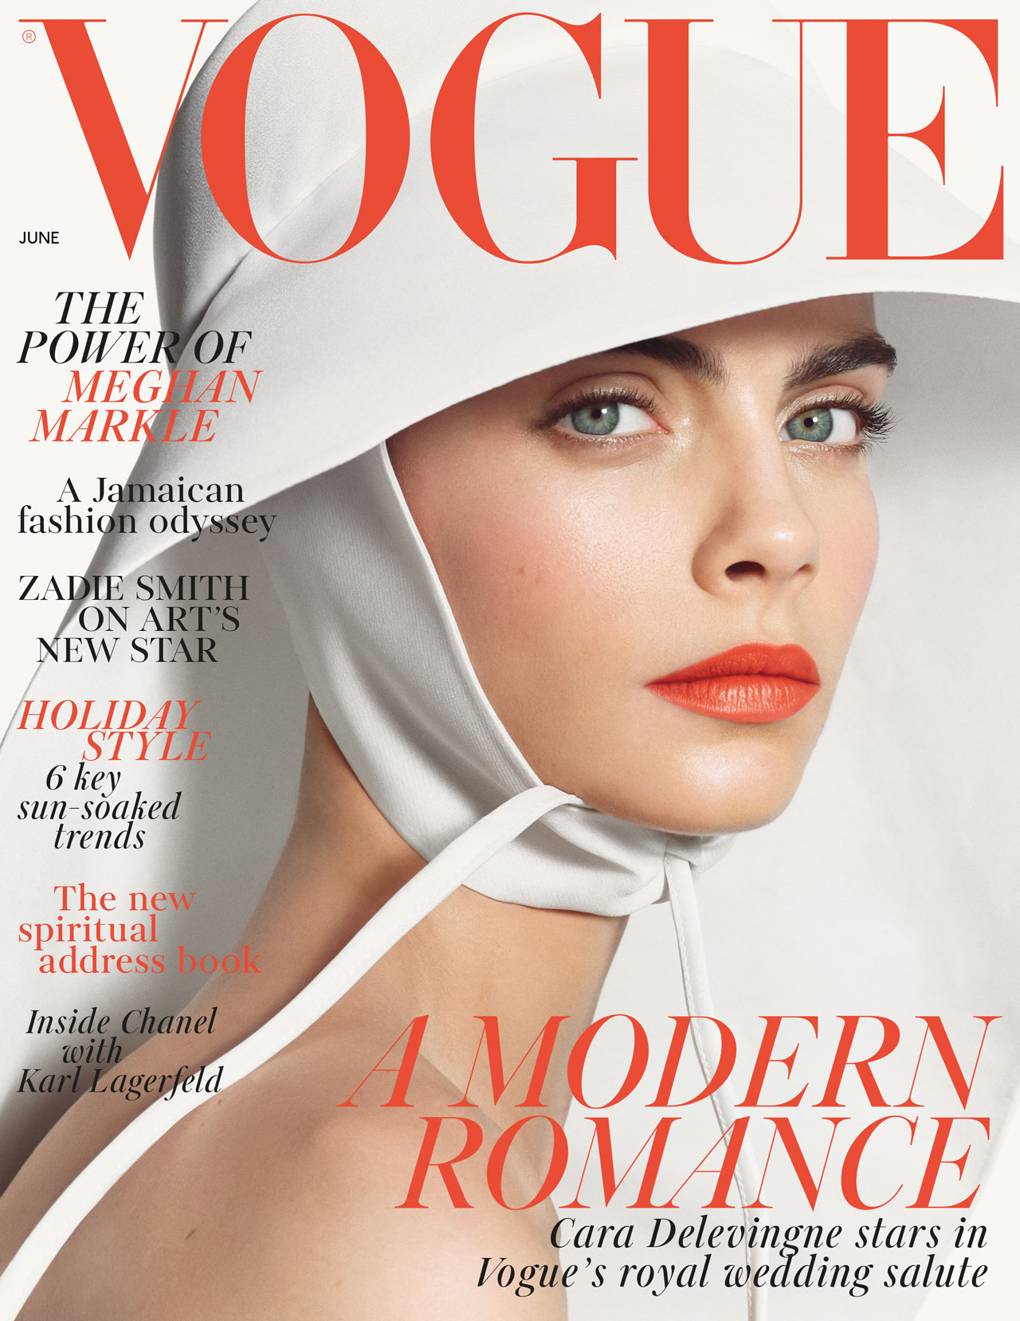 VOGUE
®
JUNE
THE
POWER OF
MEGHAN
MARKLE
A Jamaican
fashion odyssey
ZADIE SMITH
ON ART'S
NEW STAR
HOLIDAY
STYLE
6 key
sun-soaked
trends
The new
spiritual
address book
Inside Chanel
with
Karl Lagerfeld
A MODERN
ROMANCE
Cara Delevingne stars in
Vogue's royal wedding salute